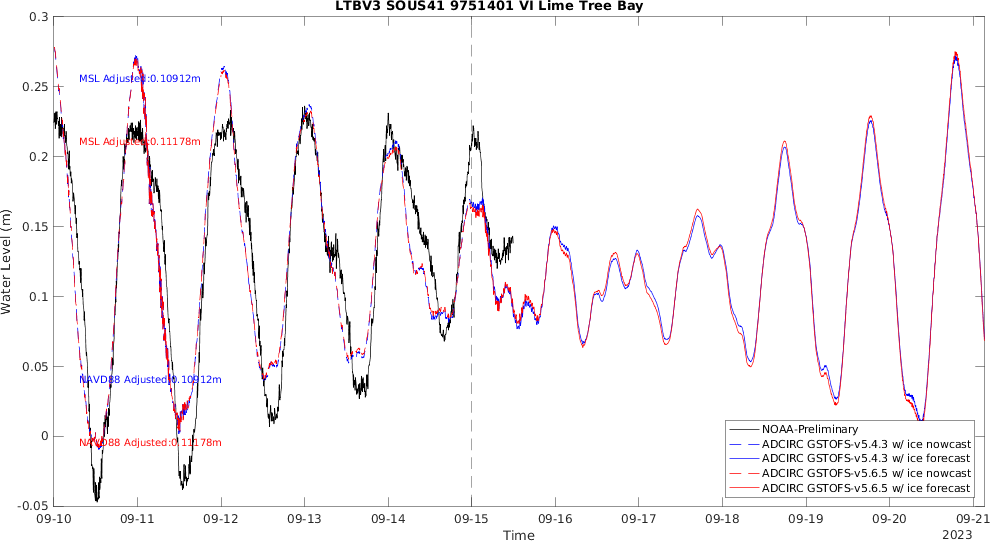 LTBV3 SOUS41 9751401 VI Lime Tree Bay
0.3
0.25
0.2
0.15
0.1
0.05
0
-0.05
Water Level (m)
MSL Adjusted:0.10912m
MSL Adjusted:0.11178m
NAVD88 Adjusted:0.10912m
NAVD88 Adjusted:0.11178m
NOAA-Preliminary
ADCIRC GSTOFS-v5.4.3 w/ ice nowcast
ADCIRC GSTOFS-v5.4.3 w/ ice forecast
ADCIRC GSTOFS-v5.6.5 w/ ice nowcast
ADCIRC GSTOFS-v5.6.5 w/ ice forecast
09-10 09-11 09-12 09-13 09-14 09-15 09-16 09-17 09-18 09-19 09-20 09-21
Time
2023